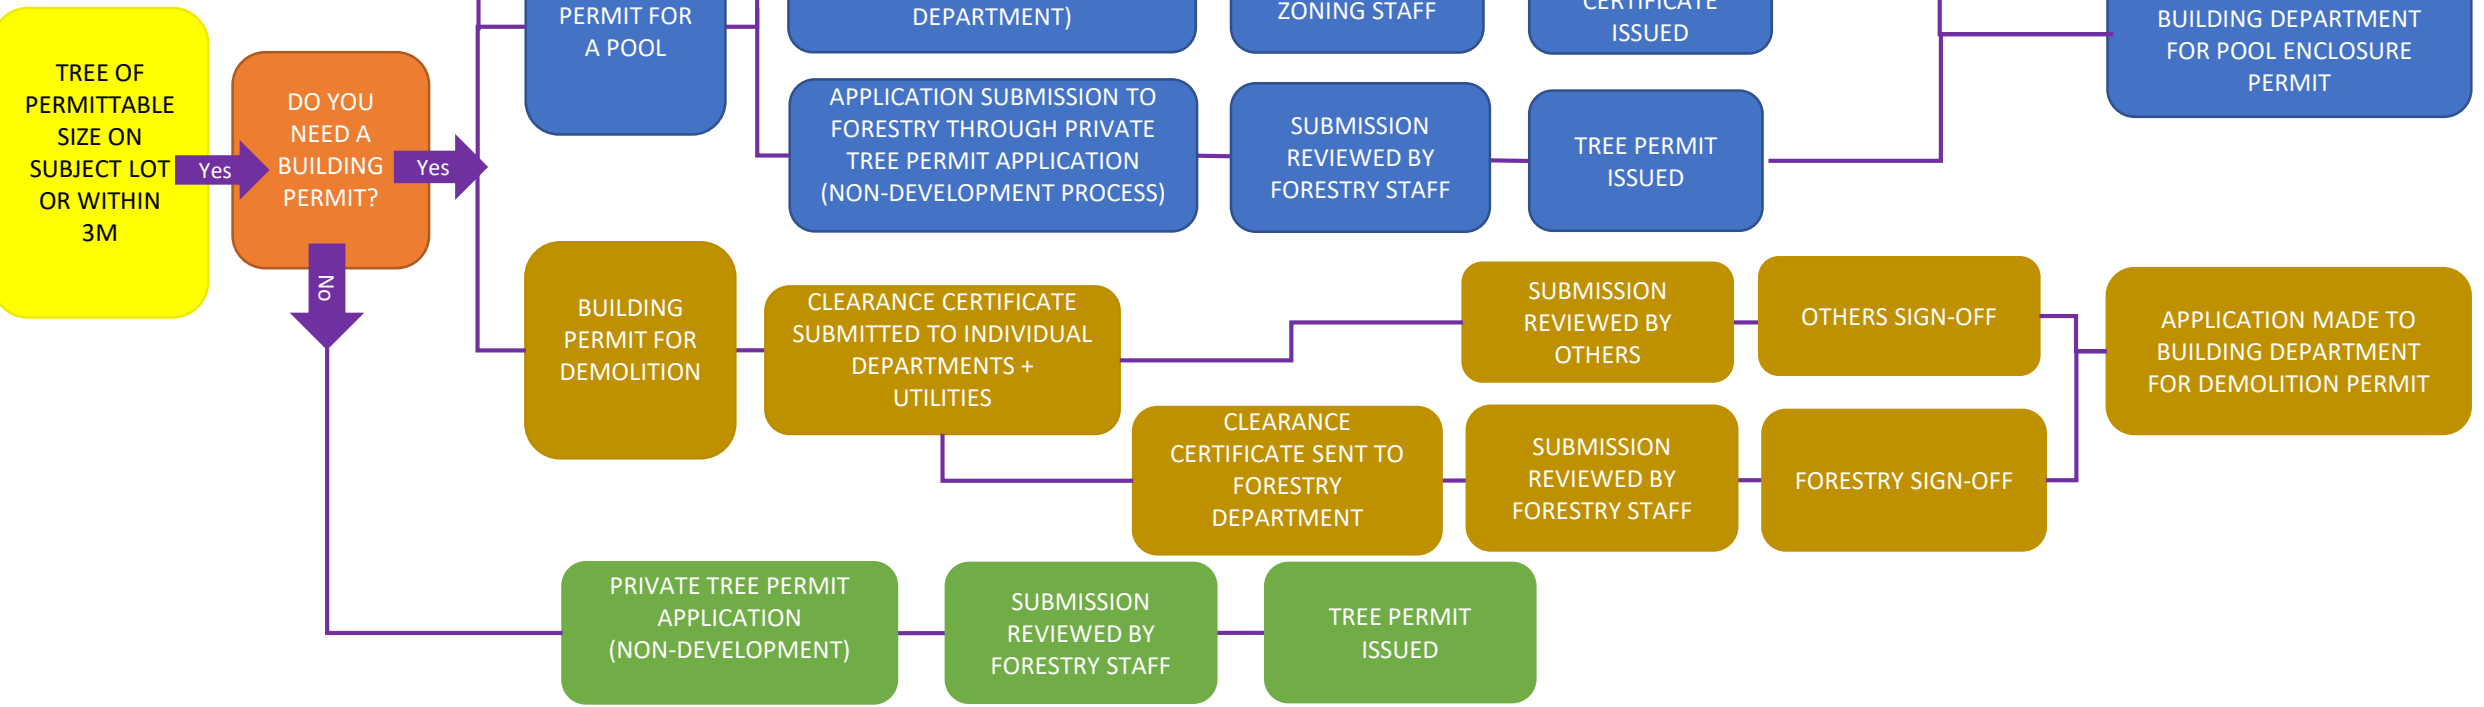 TREE OF
PERMITTABLE
SIZE ON
SUBJECT LOT
OR WITHIN
3M
Yes
DO YOU
NEED A
BUILDING
PERMIT?
Yes
No
PERMIT FOR
A POOL
DEPARTMENT)
ZONING STAFF
CERTIFICATE
ISSUED
BUILDING DEPARTMENT
FOR POOL ENCLOSURE
PERMIT
APPLICATION SUBMISSION TO
FORESTRY THROUGH PRIVATE
TREE PERMIT APPLICATION
(NON-DEVELOPMENT PROCESS)
SUBMISSION
REVIEWED BY
FORESTRY STAFF
TREE PERMIT
ISSUED
BUILDING
PERMIT FOR
DEMOLITION
CLEARANCE CERTIFICATE
SUBMITTED TO INDIVIDUAL
DEPARTMENTS +
UTILITIES
SUBMISSION
REVIEWED BY
OTHERS
OTHERS SIGN-OFF
APPLICATION MADE TO
BUILDING DEPARTMENT
FOR DEMOLITION PERMIT
CLEARANCE
CERTIFICATE SENT TO
FORESTRY
DEPARTMENT
SUBMISSION
REVIEWED BY
FORESTRY STAFF
FORESTRY SIGN-OFF
PRIVATE TREE PERMIT
APPLICATION
(NON-DEVELOPMENT)
SUBMISSION
REVIEWED BY
FORESTRY STAFF
TREE PERMIT
ISSUED